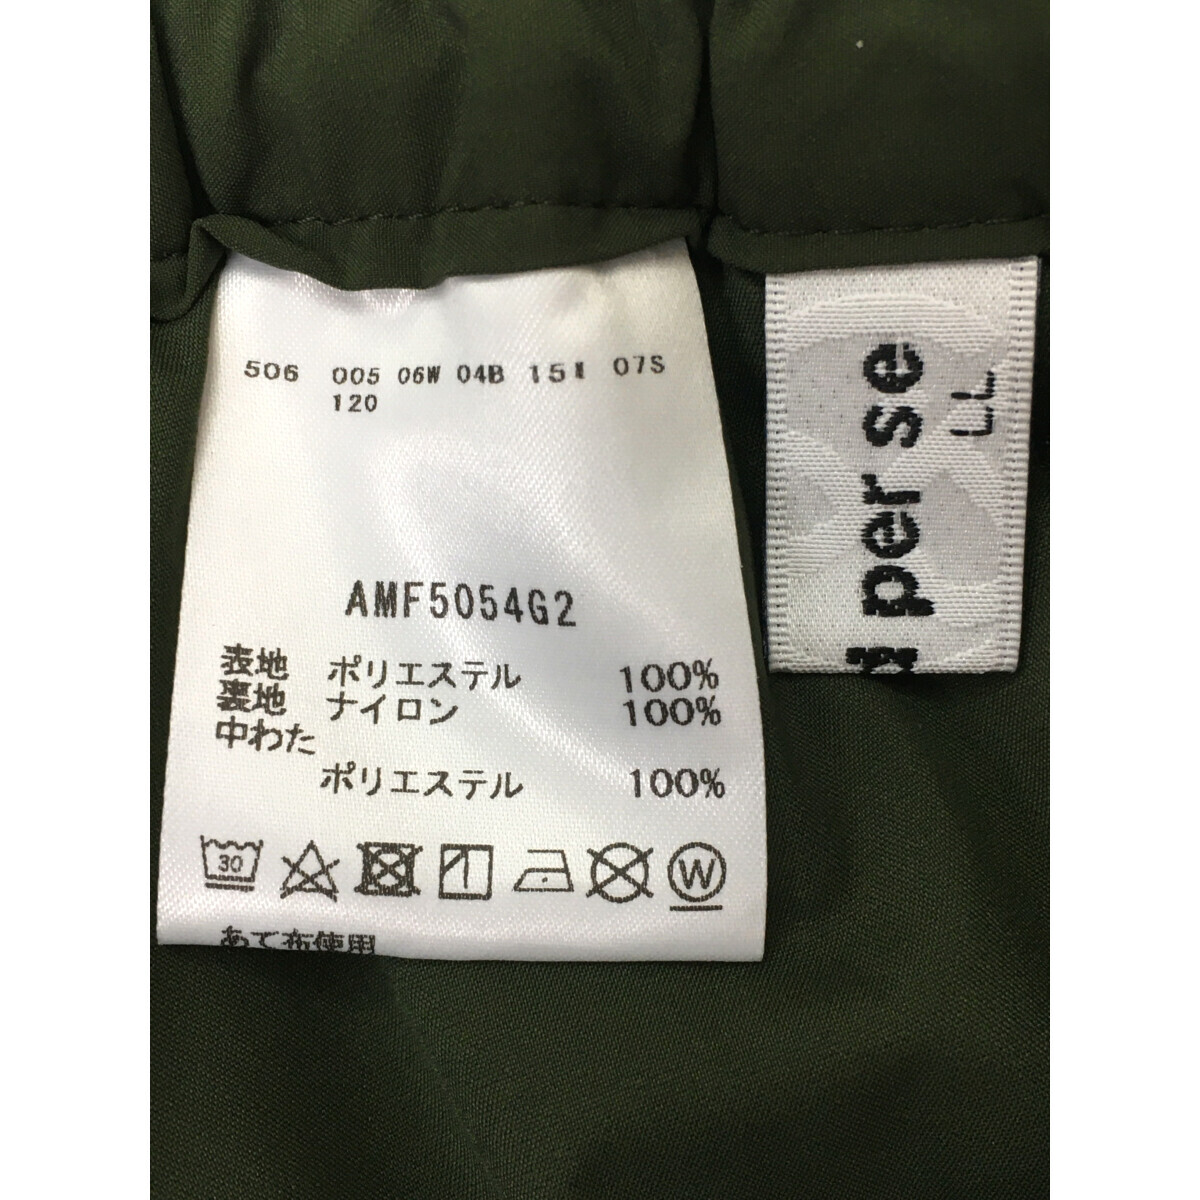 506 005 06W 04B 15I 07S
120
AMF5054G2
表地 ポリエステル 100%
裏地 ナイロン 100%
中わた
ポリエステル 100%
30
W
あて布使用
per se
LL